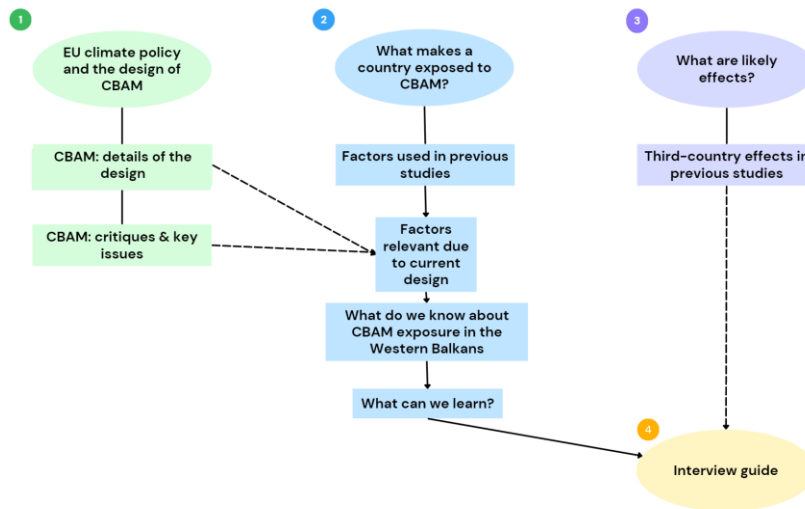 1
EU climate policy
and the design of
CBAM
CBAM: details of the
design
CBAM: critiques & key
issues
2
What makes a
country exposed to
CBAM?
Factors used in previous
studies
Factors
relevant due
to current
design
What do we know about
CBAM exposure in the
Western Balkans
What can we learn?
3
What are likely
effects?
Third-country effects in
previous studies
4
Interview guide